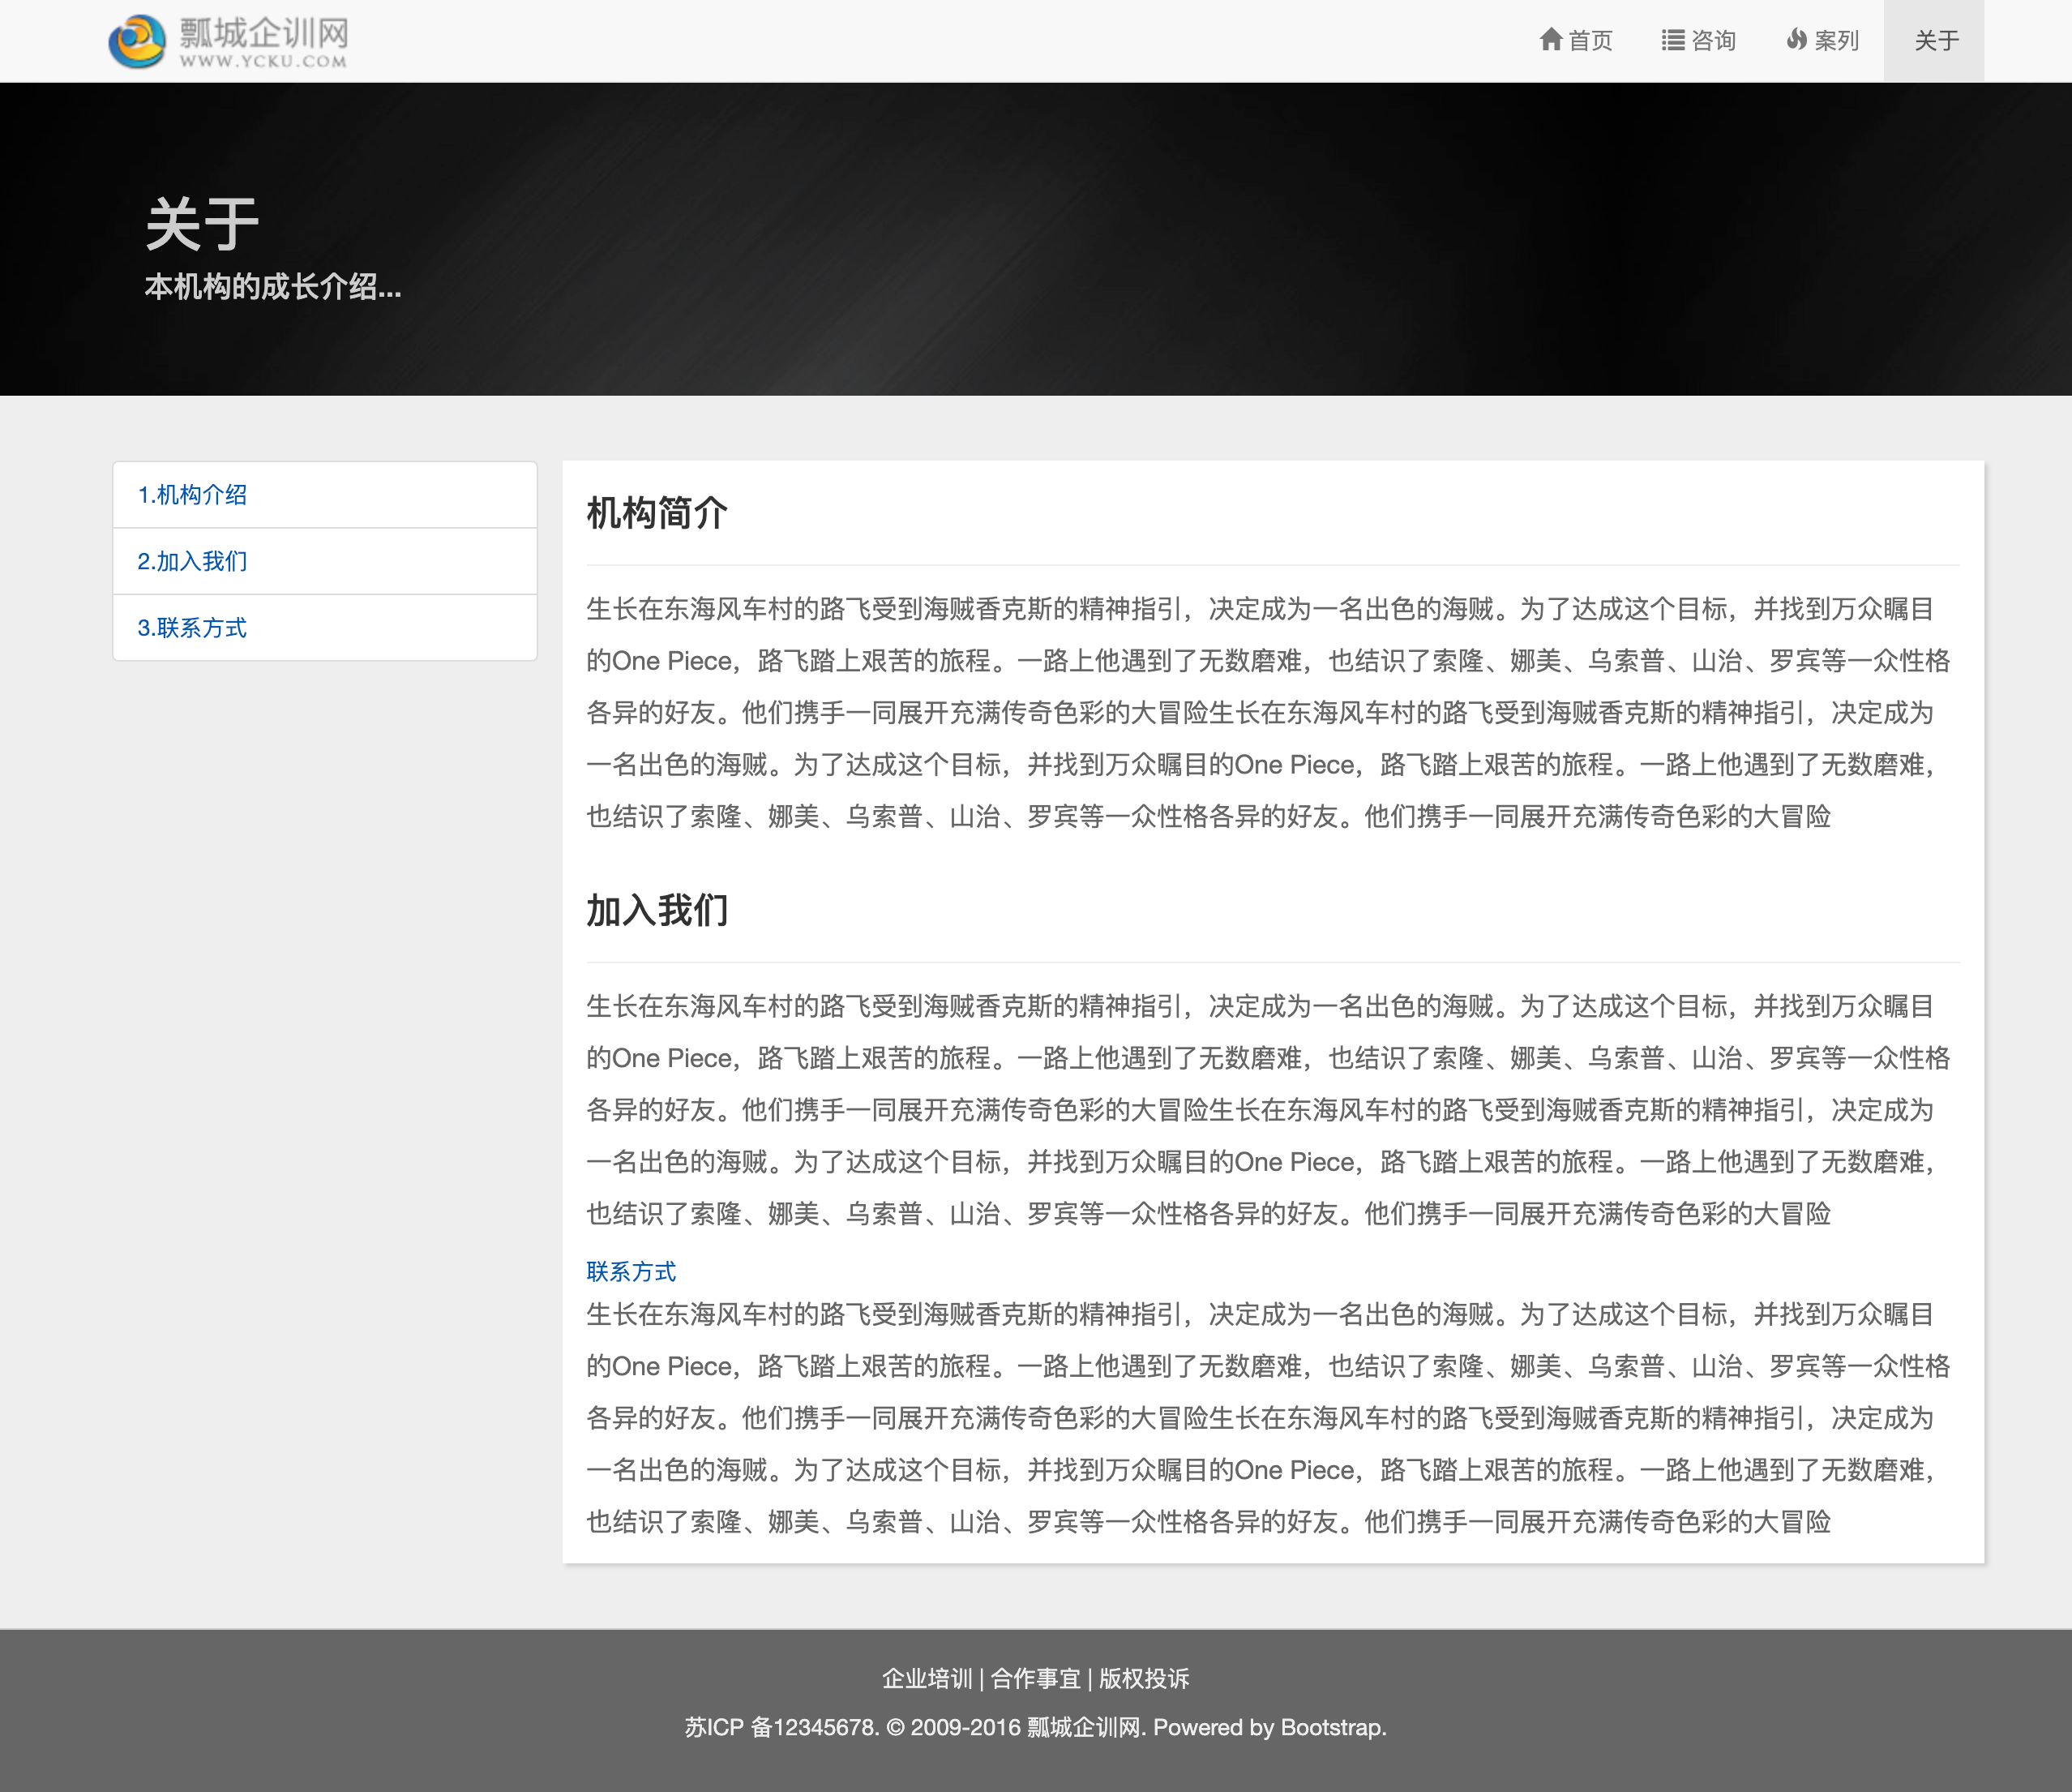 瓢城企训网
WWW.YCKU.COM
首页
咨询
案列
关于
关于
本机构的成长介绍...
1.机构介绍
2.加入我们
3.联系方式
机构简介
生长在东海风车村的路飞受到海贼香克斯的精神指引，决定成为一名出色的海贼。为了达成这个目标，并找到万众瞩目
的One Piece，路飞踏上艰苦的旅程。一路上他遇到了无数磨难，也结识了索隆、娜美、乌索普、山治、罗宾等一众性格
各异的好友。他们携手一同展开充满传奇色彩的大冒险生长在东海风车村的路飞受到海贼香克斯的精神指引，决定成为
一名出色的海贼。为了达成这个目标，并找到万众瞩目的One Piece，路飞踏上艰苦的旅程。一路上他遇到了无数磨难，
也结识了索隆、娜美、乌索普、山治、罗宾等一众性格各异的好友。他们携手一同展开充满传奇色彩的大冒险
加入我们
生长在东海风车村的路飞受到海贼香克斯的精神指引，决定成为一名出色的海贼。为了达成这个目标，并找到万众瞩目
的One Piece，路飞踏上艰苦的旅程。一路上他遇到了无数磨难，也结识了索隆、娜美、乌索普、山治、罗宾等一众性格
各异的好友。他们携手一同展开充满传奇色彩的大冒险生长在东海风车村的路飞受到海贼香克斯的精神指引，决定成为
一名出色的海贼。为了达成这个目标，并找到万众瞩目的One Piece，路飞踏上艰苦的旅程。一路上他遇到了无数磨难，
也结识了索隆、娜美、乌索普、山治、罗宾等一众性格各异的好友。他们携手一同展开充满传奇色彩的大冒险
联系方式
生长在东海风车村的路飞受到海贼香克斯的精神指引，决定成为一名出色的海贼。为了达成这个目标，并找到万众瞩目
的One Piece，路飞踏上艰苦的旅程。一路上他遇到了无数磨难，也结识了索隆、娜美、乌索普、山治、罗宾等一众性格
各异的好友。他们携手一同展开充满传奇色彩的大冒险生长在东海风车村的路飞受到海贼香克斯的精神指引，决定成为
一名出色的海贼。为了达成这个目标，并找到万众瞩目的One Piece，路飞踏上艰苦的旅程。一路上他遇到了无数磨难，
也结识了索隆、娜美、乌索普、山治、罗宾等一众性格各异的好友。他们携手一同展开充满传奇色彩的大冒险
企业培训 | 合作事宜 | 版权投诉
苏ICP 备12345678. © 2009-2016 瓢城企训网. Powered by Bootstrap.